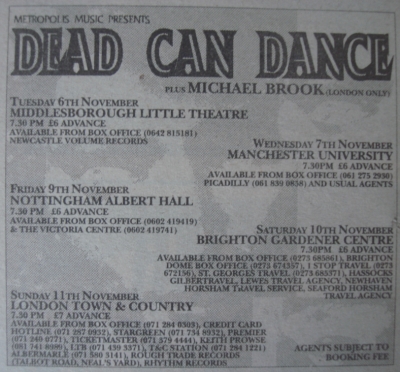 METROPOLIS MUSIC PRESENTS
DEAD CAN DANCE
PLUS MICHAEL BROOK (LONDON ONLY)
TUESDAY 6TH NOVEMBER
MIDDLESBOROUGH LITTLE THEATRE
7.30 PM £6 ADVANCE
AVAILABLE FROM BOX OFFICE (0642 815181)
NEWCASTLE VOLUME RECORDS
WEDNESDAY 7TH NOVEMBER
MANCHESTER UNIVERSITY
7.30PM £6 ADVANCE
AVAILABLE FROM BOX OFFICE (061 275 2930)
PICADILLY (061 839 0858) AND USUAL AGENTS
FRIDAY 9TH NOVEMBER
NOTTINGHAM ALBERT HALL
7.30 PM £6 ADVANCE
AVAILABLE FROM BOX OFFICE (0602 419419)
& THE VICTORIA CENTRE (0602 419741)
SATURDAY 10TH NOVEMBER
BRIGHTON GARDENER CENTRE
7.30PM £6 ADVANCE
AVAILABLE FROM BOX OFFICE (0273 685861), BRIGHTON
DOME BOX OFFICE (0273 674357), 1 STOP TRAVEL (0273
672156), ST. GEORGES TRAVEL (0273 685371), HASSOCKS
GILBERTRAVEL, LEWES TRAVEL AGENCY, NEWHAVEN
HORSHAM TRAVEL SERVICE, SEAFORD HORSHAM
TRAVEL AGENCY
SUNDAY 11TH NOVEMBER
LONDON TOWN & COUNTRY
7.30 PM £7 ADVANCE
AVAILABLE FROM BOX OFFICE (071 284 0303), CREDIT CARD
HOTLINE (071 287 0932), STARGREEN (071 734 8932), PREMIER
(071 240 0771), TICKETMASTER (071 379 4444), KEITH PROWSE
(081 741 8989), LTB (071 439 3371), T&C STATION (071 284 1221)
ALBERMARLE (071 580 3141), ROUGH TRADE RECORDS
(TALBOT ROAD, NEAL'S YARD), RHYTHM RECORDS
AGENTS SUBJECT TO
BOOKING FEE